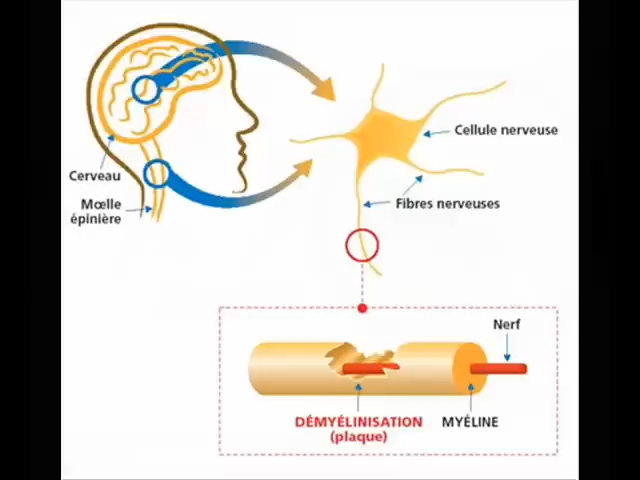 Cellule nerveuse
Cerveau
Mœlle
épinière
Fibres nerveuses
Nerf
DÉMYÉLINISATION
(plaque)
MYÉLINE